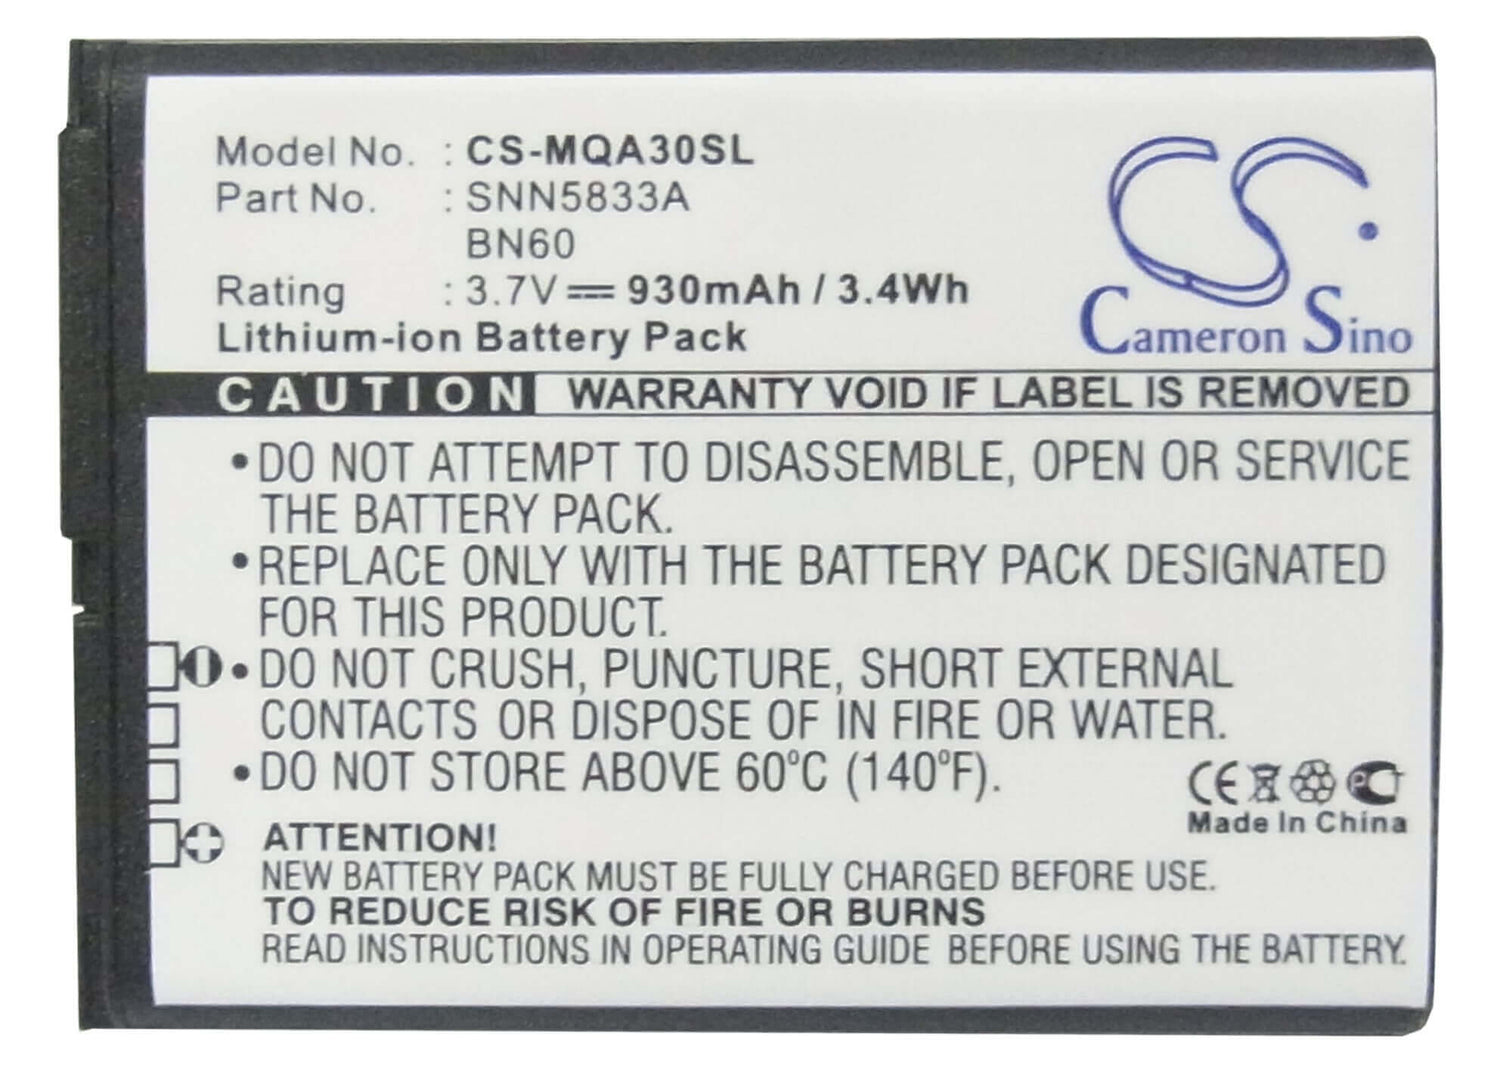 Model No. : CS-MQA30SL
Part No. : SNN5833A
BN60
Rating : 3.7V 930mAh / 3.4Wh
Lithium-ion Battery Pack
CS
Cameron Sino
CAUTION WARRANTY VOID IF LABEL IS REMOVED
•DO NOT ATTEMPT TO DISASSEMBLE, OPEN OR SERVICE
THE BATTERY PACK.
•REPLACE ONLY WITH THE BATTERY PACK DESIGNATED
FOR THIS PRODUCT.
•DO NOT CRUSH, PUNCTURE, SHORT EXTERNAL
CONTACTS OR DISPOSE OF IN FIRE OR WATER.
•DO NOT STORE ABOVE 60°C (140°F).
CE
Made In China
ATTENTION!
NEW BATTERY PACK MUST BE FULLY CHARGED BEFORE USE.
TO REDUCE RISK OF FIRE OR BURNS
READ INSTRUCTIONS IN OPERATING GUIDE BEFORE USING THE BATTERY.